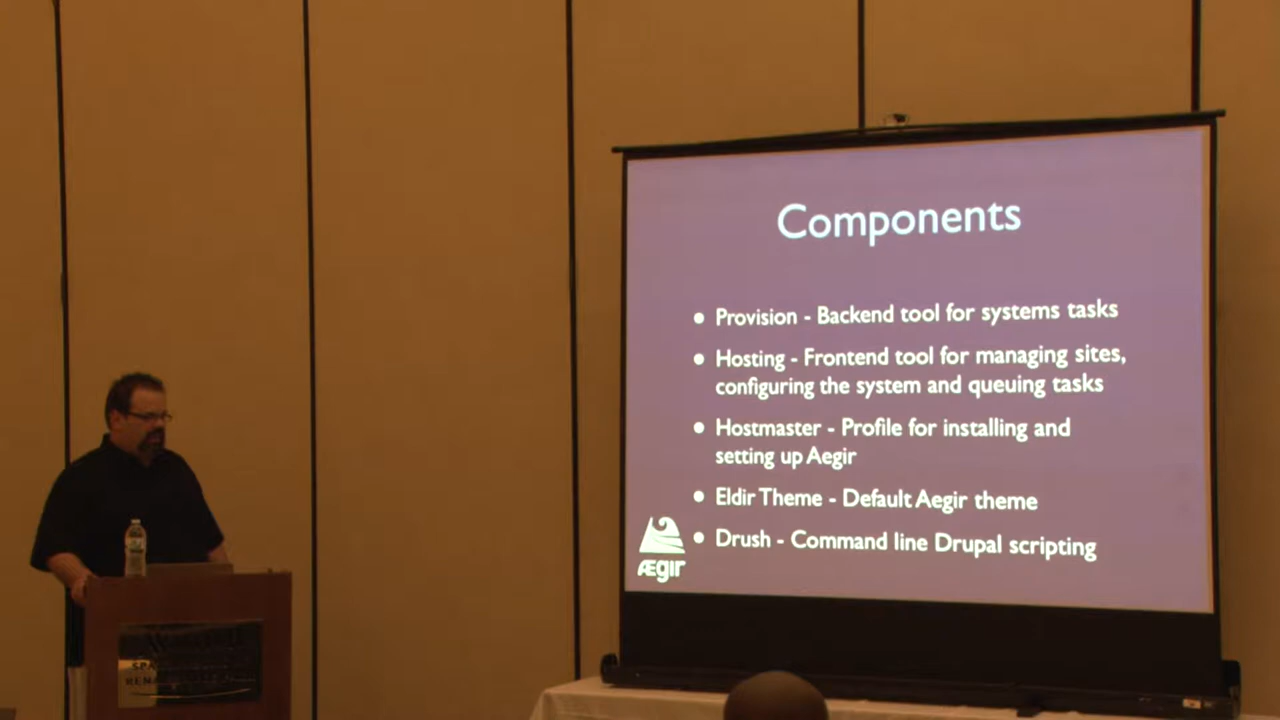 Components
• Provision - Backend tool for systems tasks
• Hosting - Frontend tool for managing sites,
configuring the system and queuing tasks
• Hostmaster - Profile for installing and
setting up Aegir
• Eldir Theme - Default Aegir theme
• Drush - Command line Drupal scripting
ÆGIr